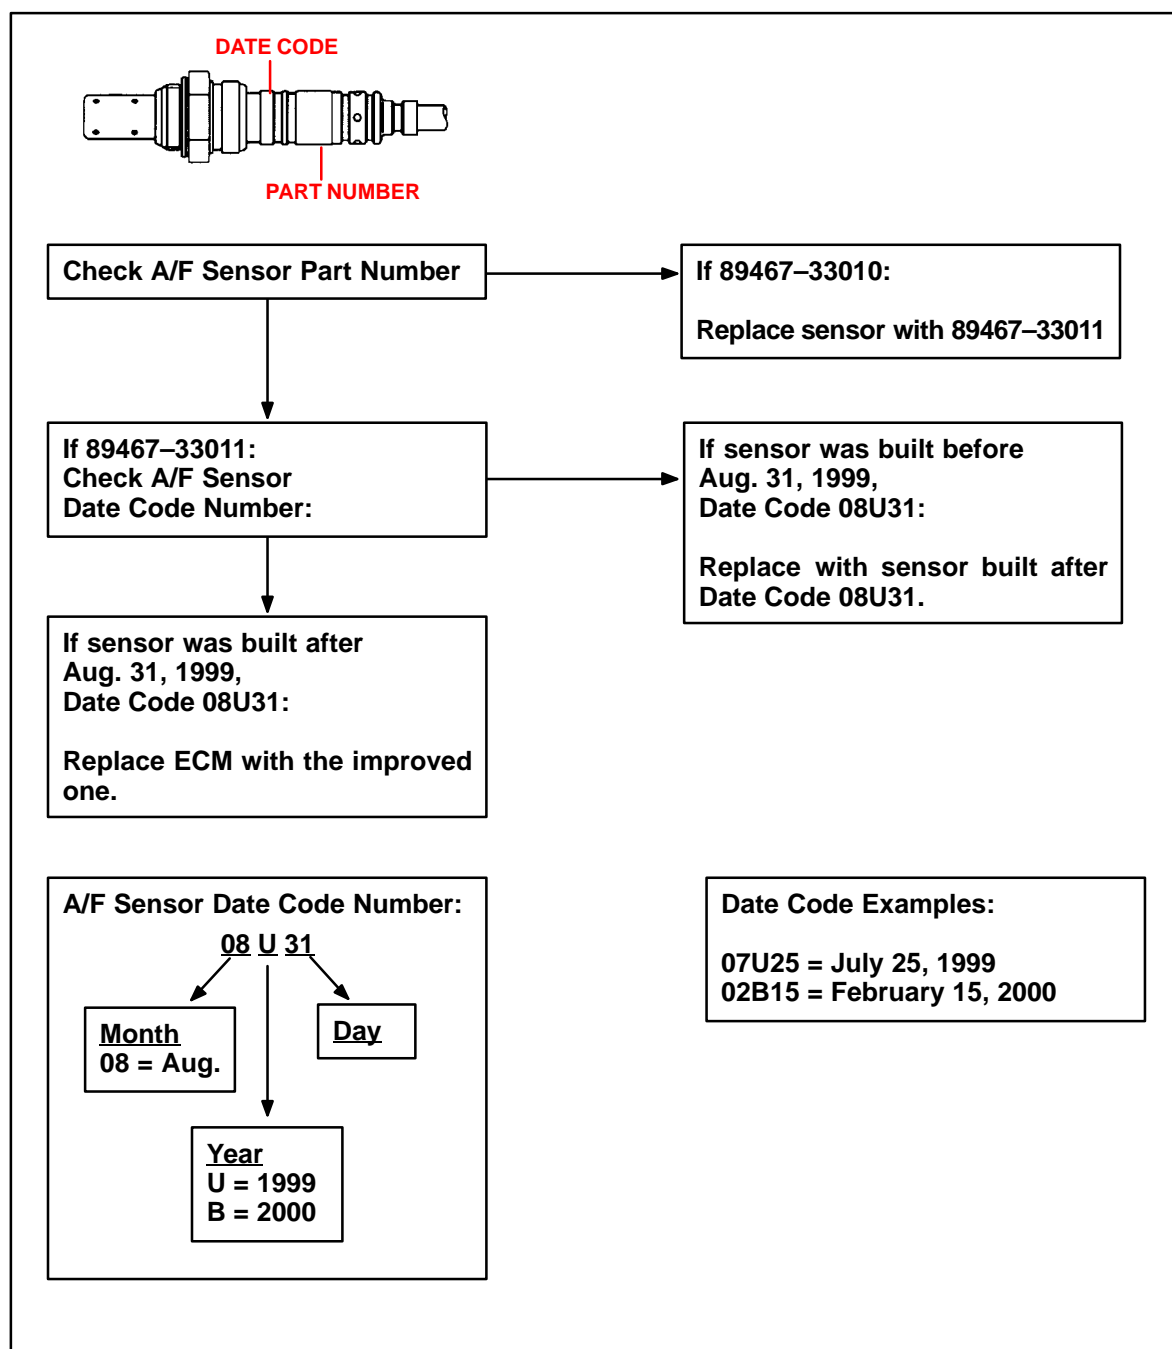 DATE CODE
PART NUMBER
Check A/F Sensor Part Number
If 89467–33010:
Replace sensor with 89467–33011
If 89467–33011:
Check A/F Sensor
Date Code Number:
If sensor was built before
Aug. 31, 1999,
Date Code 08U31:
Replace with sensor built after
Date Code 08U31.
If sensor was built after
Aug. 31, 1999,
Date Code 08U31:
Replace ECM with the improved
one.
A/F Sensor Date Code Number:
08 U 31
Month
08 = Aug.
Day
Year
U = 1999
B = 2000
Date Code Examples:
07U25 = July 25, 1999
02B15 = February 15, 2000